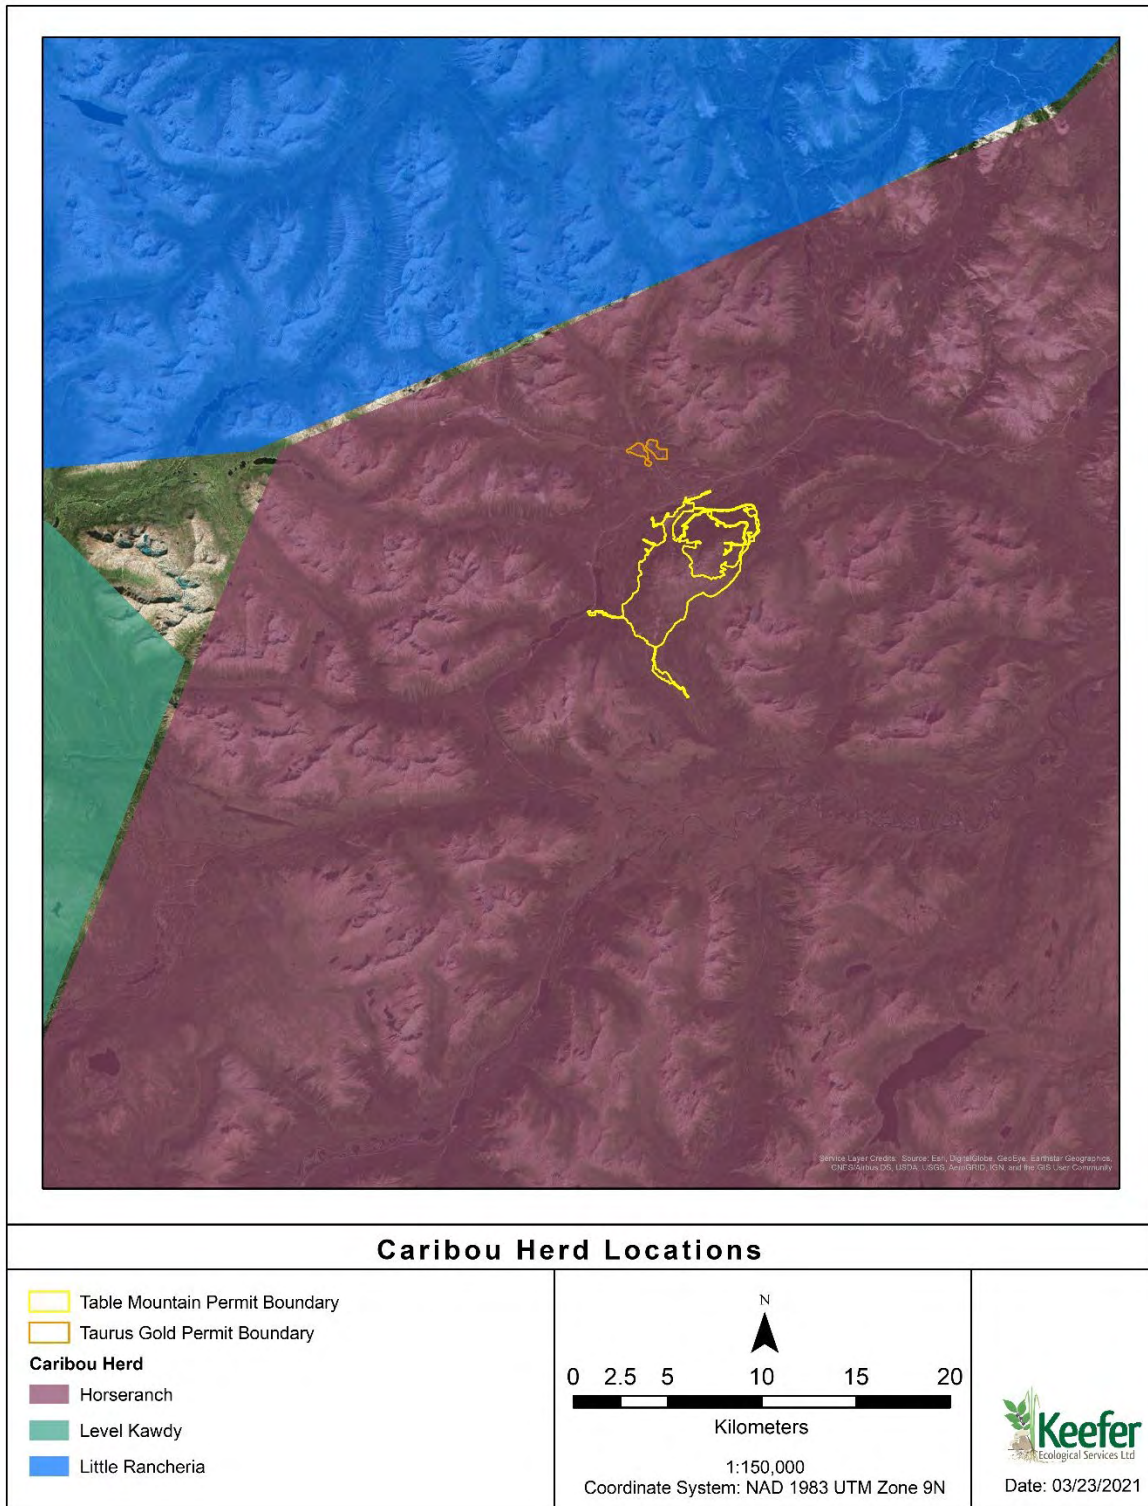 Service Layer Credits: Source: Esri, DigitalGlobe, GeoEye, Earthstar Geographics,
CNES/Airbus DS, USDA, USGS, AeroGRID, IGN, and the GIS User Community
Caribou Herd Locations
Table Mountain Permit Boundary
Taurus Gold Permit Boundary
Caribou Herd
Horseranch
Level Kawdy
Little Rancheria
N
0 2.5 5 10 15 20
Kilometers
1:150,000
Coordinate System: NAD 1983 UTM Zone 9N
Keefer
Ecological Services Ltd
Date: 03/23/2021